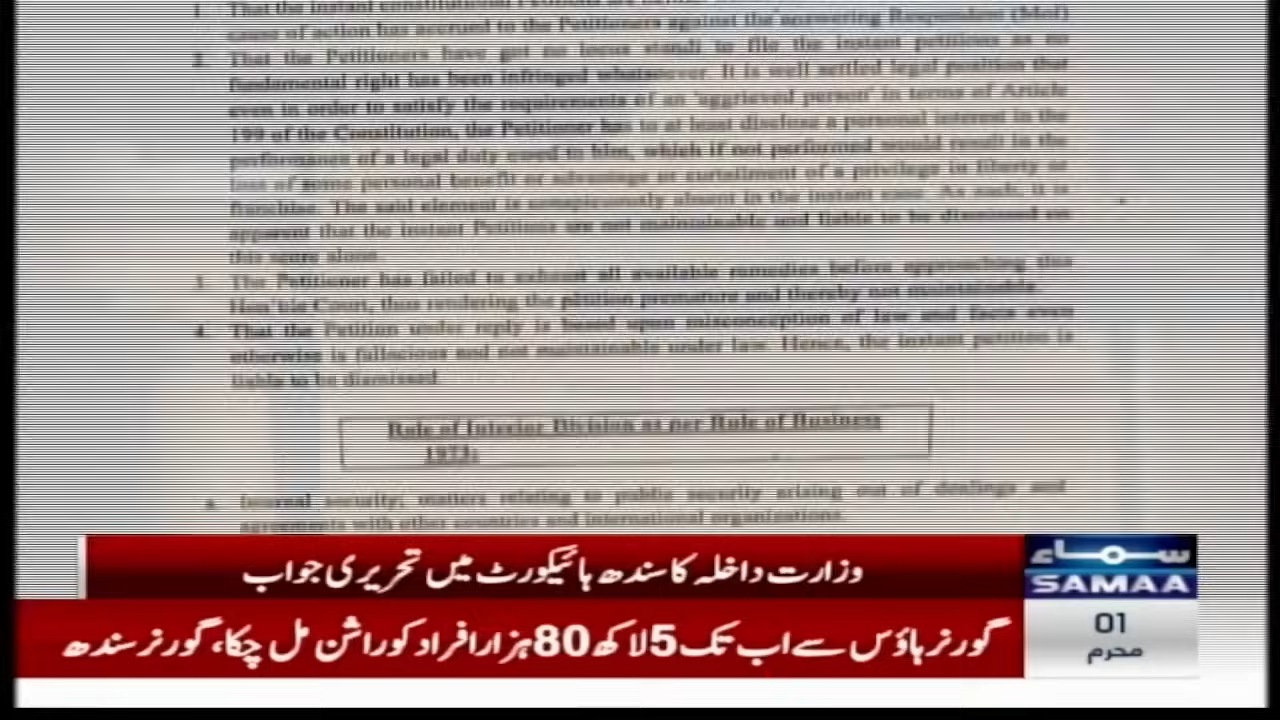 1. That the instant constitutional Petitions are
cause of action has accrued to the Petitioners against the answering Respondent (MoI)
2. That the Petitioners have got no locus standi to file the instant petitions as no
fundamental right has been infringed whatsoever. It is well settled legal position that
even in order to satisfy the requirements of an 'aggrieved person' in terms of Article
199 of the Constitution, the Petitioner has to at least disclose a personal interest in the
performance of a legal duty owed to him, which if not performed would result in the
loss of some personal benefit or advantage or curtailment of a privilege in liberty or
franchise. The said element is conspicuously absent in the instant case. As such, it is
apparent that the instant Petitions are not maintainable and liable to be dismissed on
this score alone.
3. The Petitioner has failed to exhaust all available remedies before approaching this
Hon'ble Court, thus rendering the petition premature and thereby not maintainable.
4. That the Petition under reply is based upon misconception of law and facts even
otherwise is fallacious and not maintainable under law. Hence, the instant petition is
liable to be dismissed.
Role of Interior Division as per Rule of Business
1973:
a. Internal security; matters relating to public security arising out of dealings and
agreements with other countries and international organizations.
وزارت داخلہ کا سندھ ہائیکورٹ میں تحریری جواب
سماء
SAMAA
گورنر ہاؤس سے اب تک 5 لاکھ 80 ہزار افراد کو راشن مل چکا، گورنر سندھ
01
محرم